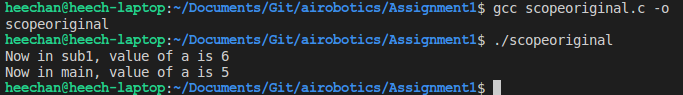 heechan@heech-laptop:~/Documents/Git/airobotics/Assignment1$ gcc scopeoriginal.c -o
scopeoriginal
heechan@heech-laptop:~/Documents/Git/airobotics/Assignment1$ ./scopeoriginal
Now in sub1, value of a is 6
Now in main, value of a is 5
heechan@heech-laptop:~/Documents/Git/airobotics/Assignment1$